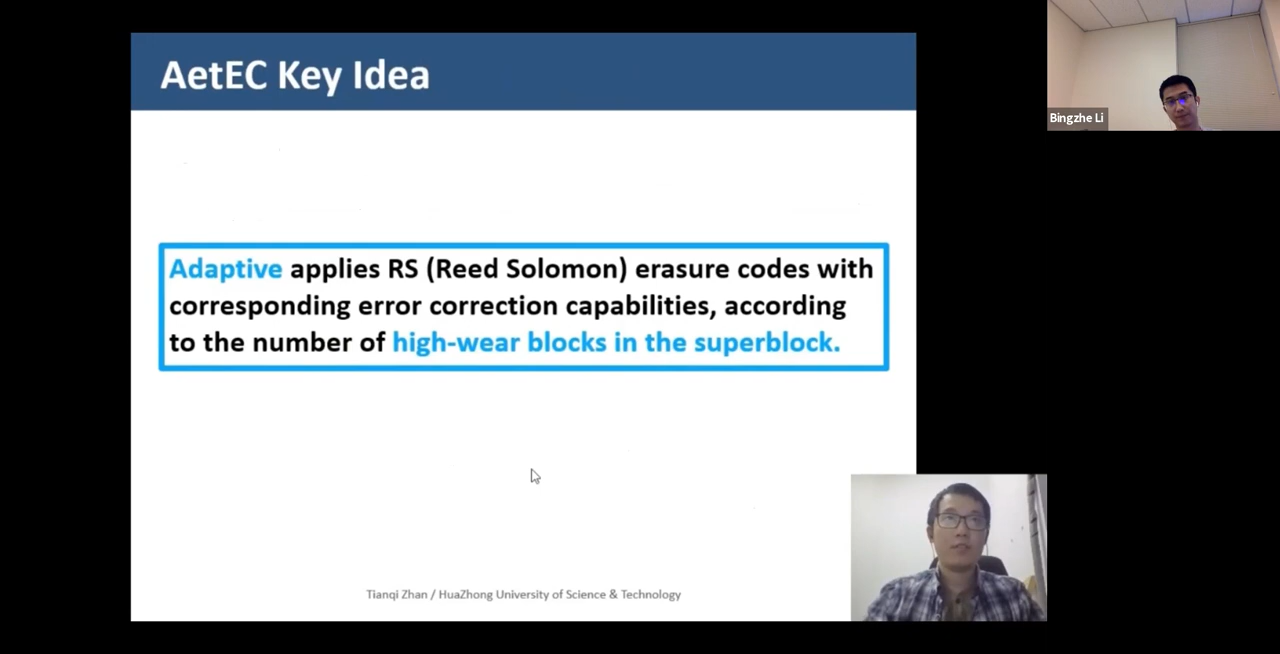 AetEC Key Idea
Bingzhe Li
Adaptive applies RS (Reed Solomon) erasure codes with
corresponding error correction capabilities, according
to the number of high-wear blocks in the superblock.
Tianqi Zhan / HuaZhong University of Science & Technology